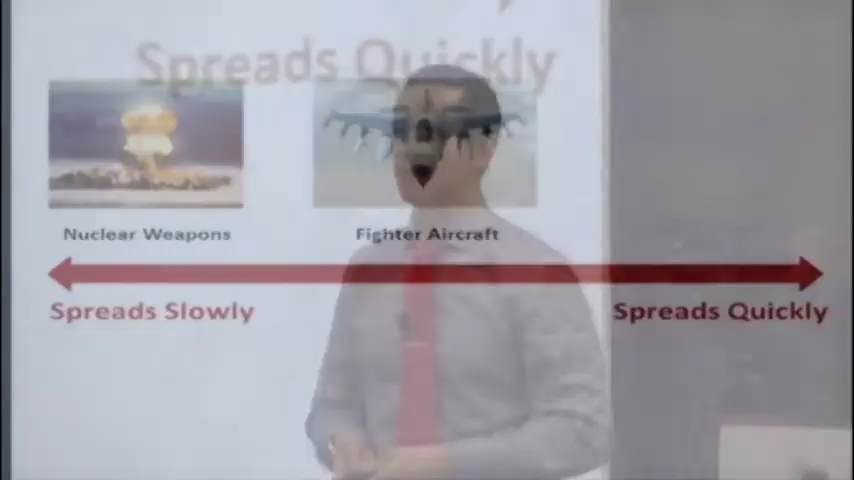 Spreads Quickly
Nuclear Weapons
Fighter Aircraft
Spreads Slowly
Spreads Quickly